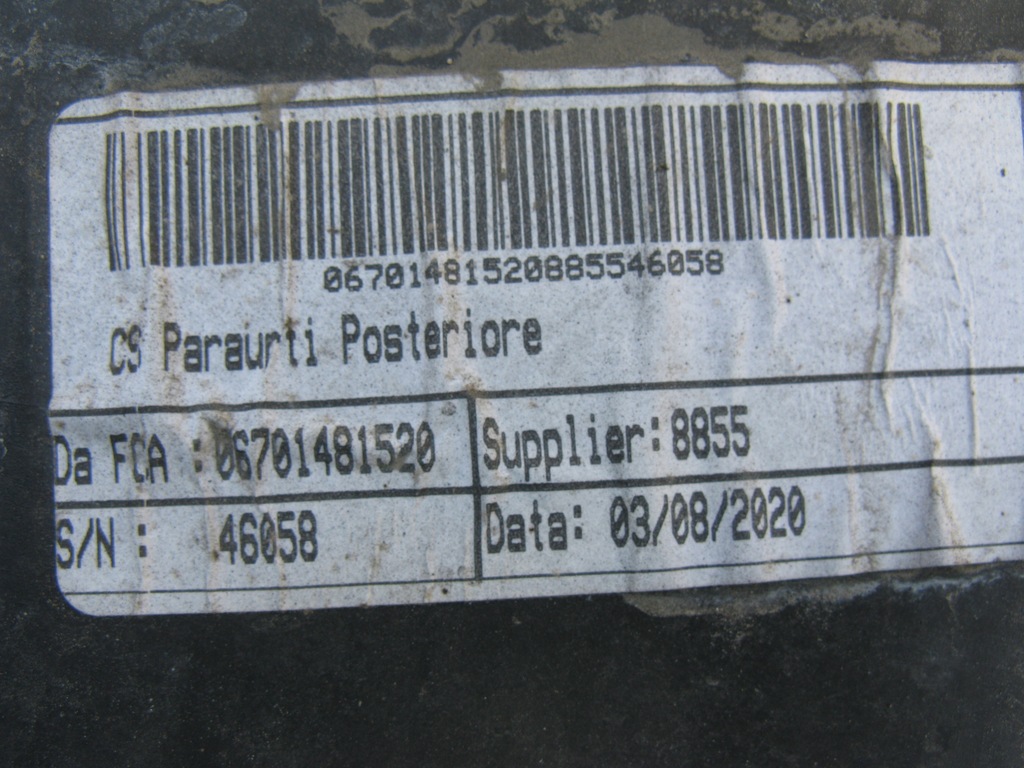 06701481520885546058
CS Paraurti Posteriore
Da FCA : 06701481520 Supplier: 8855
S/N : 46058 Data: 03/08/2020